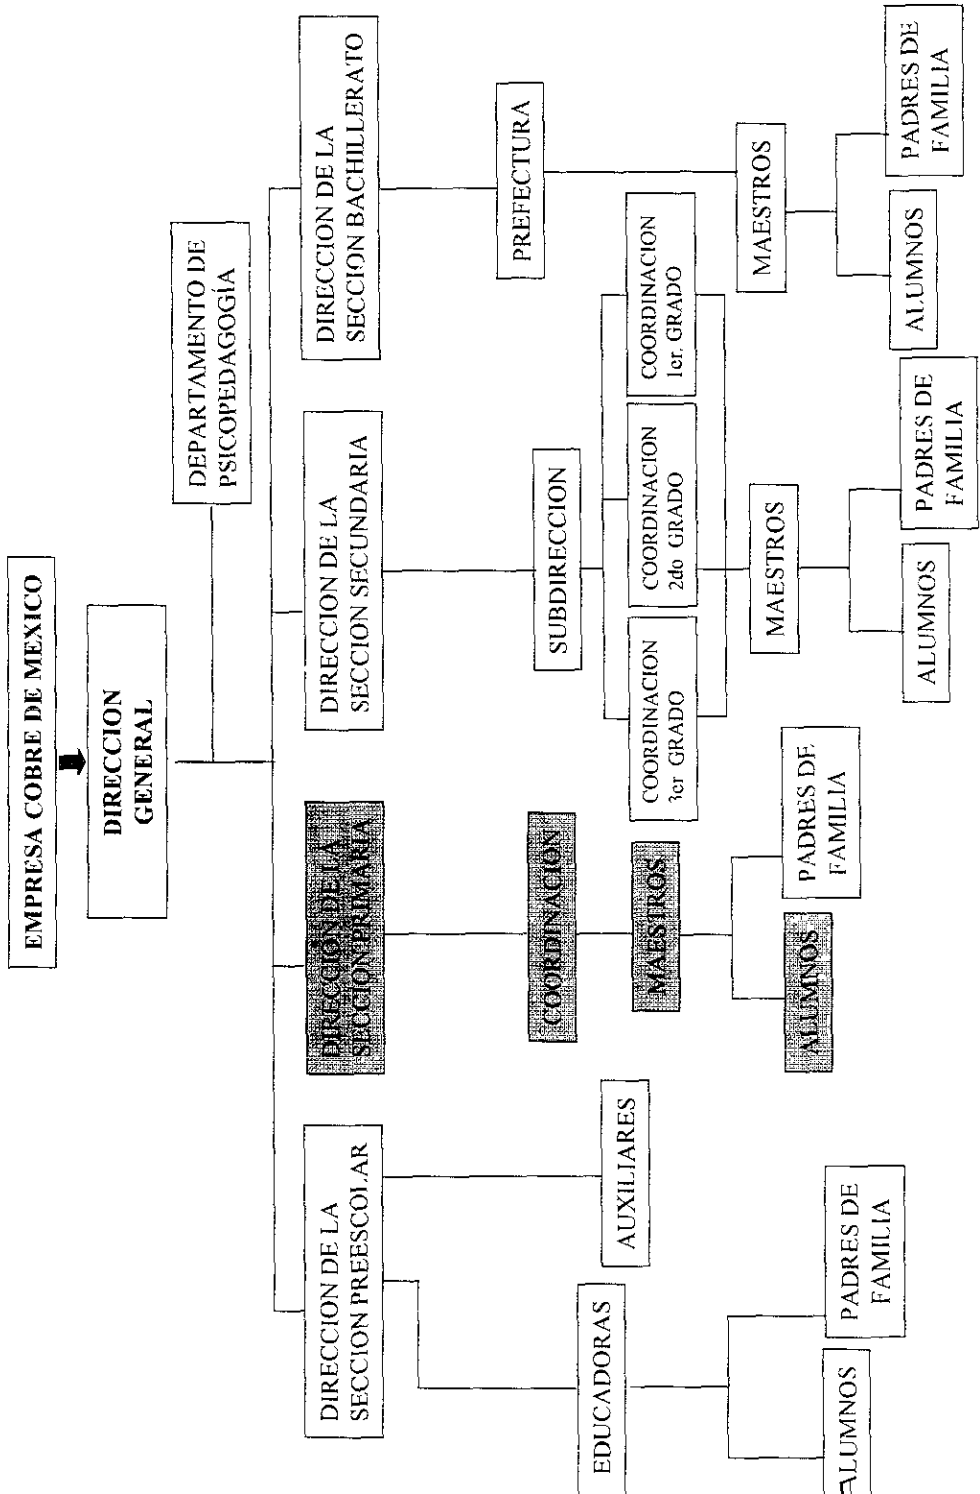 EMPRESA COBRE DE MEXICO
DIRECCION
GENERAL
DEPARTAMENTO DE
PSICOPEDAGOGÍA
DIRECCION DE LA
SECCION PREESCOLAR
DIRECCION DE LA
SECCION PRIMARIA
DIRECCION DE LA
SECCION SECUNDARIA
DIRECCION DE LA
SECCION BACHILLERATO
EDUCADORAS
AUXILIARES
COORDINACION
SUBDIRECCION
PREFECTURA
MAESTROS
COORDINACION
3er GRADO
COORDINACION
2do GRADO
COORDINACION
1er. GRADO
MAESTROS
MAESTROS
ALUMNOS
PADRES DE
FAMILIA
ALUMNOS
PADRES DE
FAMILIA
ALUMNOS
PADRES DE
FAMILIA
ALUMNOS
PADRES DE
FAMILIA